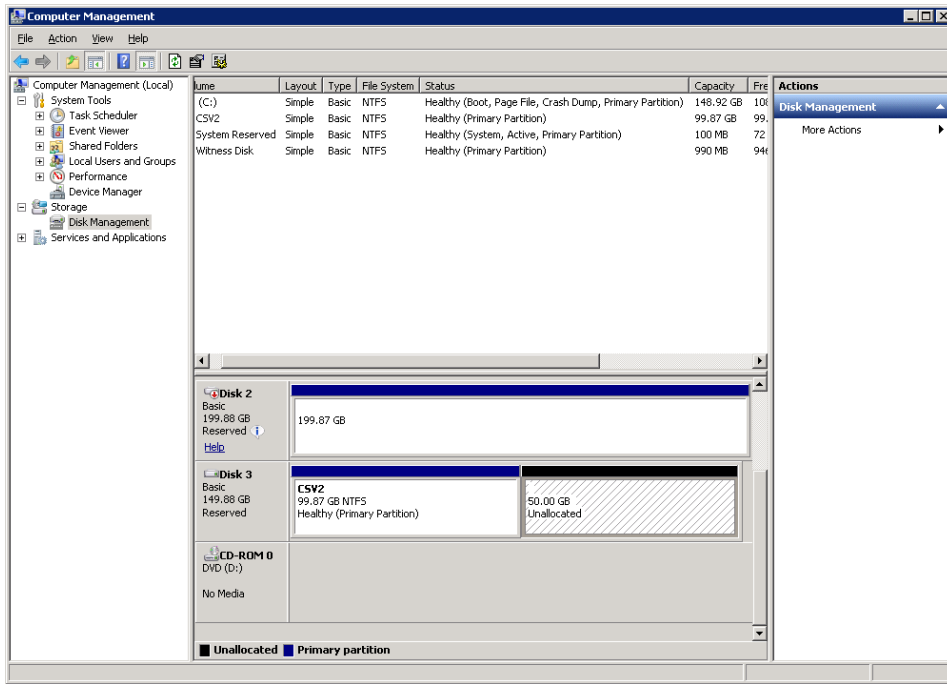 Computer Management
File Action View Help
Computer Management (Local)
System Tools
Task Scheduler
Event Viewer
Shared Folders
Local Users and Groups
Performance
Device Manager
Storage
Disk Management
Services and Applications
lume Layout Type File System Status Capacity Fre
(C:) Simple Basic NTFS Healthy (Boot, Page File, Crash Dump, Primary Partition) 148.92 GB 108
CSV2 Simple Basic NTFS Healthy (Primary Partition) 99.87 GB 99.
System Reserved Simple Basic NTFS Healthy (System, Active, Primary Partition) 100 MB 72
Witness Disk Simple Basic NTFS Healthy (Primary Partition) 990 MB 946
Disk 2
Basic
199.88 GB
Reserved
Help
199.87 GB
Disk 3
Basic
149.88 GB
Reserved
CSV2
99.87 GB NTFS
Healthy (Primary Partition)
50.00 GB
Unallocated
CD-ROM 0
DVD (D:)
No Media
Unallocated Primary partition
Actions
Disk Management
More Actions